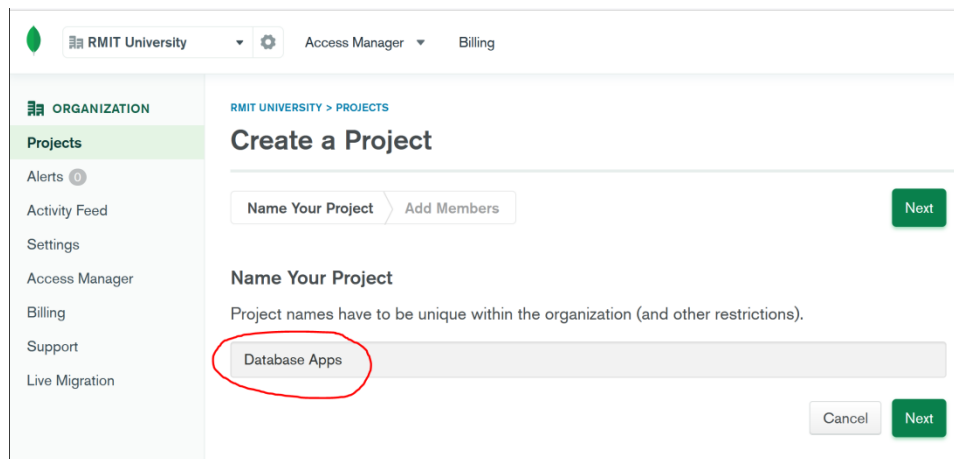 RMIT University
Access Manager
Billing
ORGANIZATION
Projects
Alerts 0
Activity Feed
Settings
Access Manager
Billing
Support
Live Migration
RMIT UNIVERSITY > PROJECTS
Create a Project
Name Your Project
Add Members
Next
Name Your Project
Project names have to be unique within the organization (and other restrictions).
Database Apps
Cancel
Next